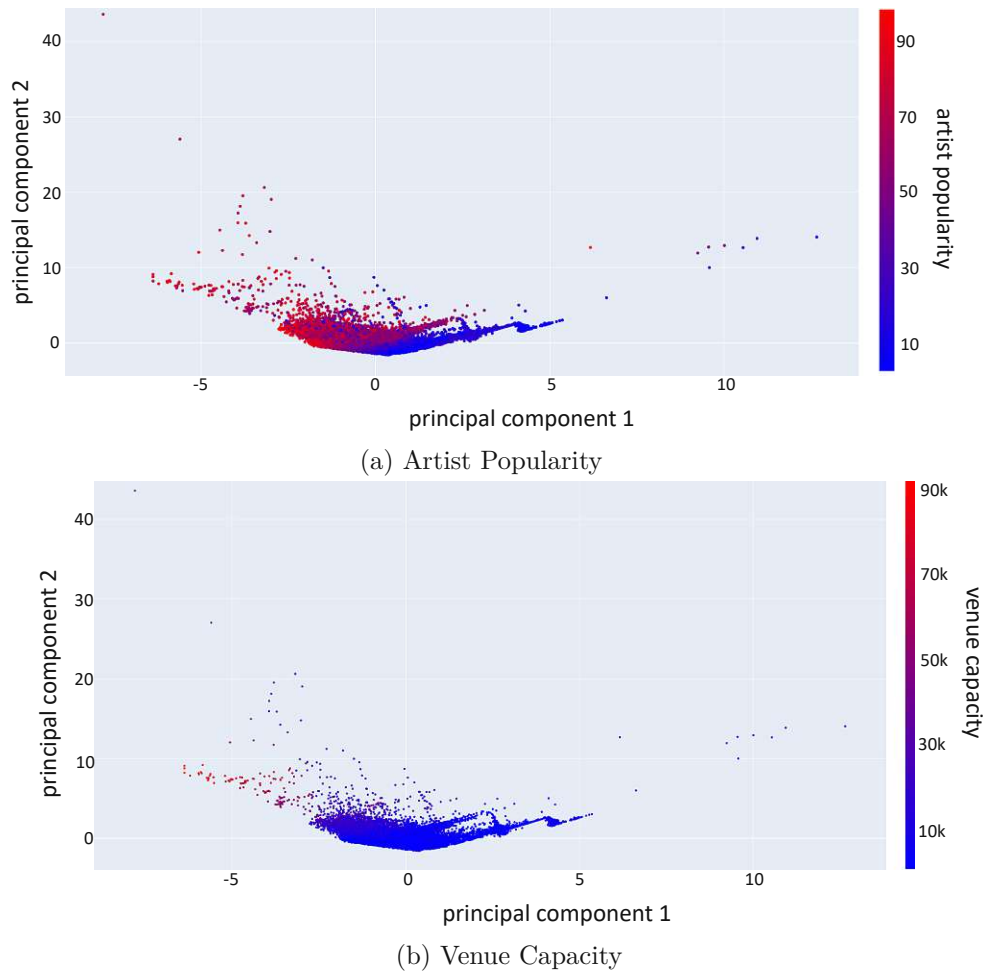 40
30
20
10
0
principal component 2
-5
0
5
10
principal component 1
90
70
50
30
10
artist popularity
(a) Artist Popularity
40
30
20
10
0
principal component 2
-5
0
5
10
principal component 1
90k
70k
50k
30k
10k
venue capacity
(b) Venue Capacity